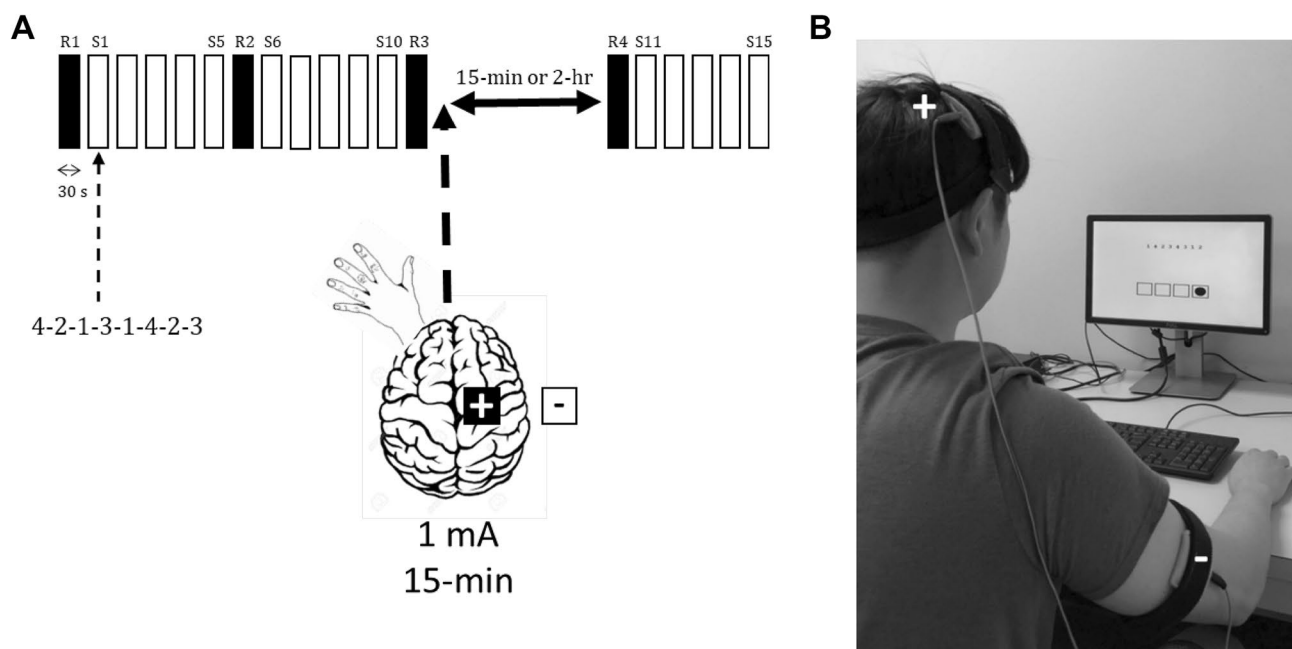 A
B
R1 S1 S5 R2 S6 S10 R3 R4 S11 S15
15-min or 2-hr
30 s
4-2-1-3-1-4-2-3
+
-
1 mA
15-min
+
-